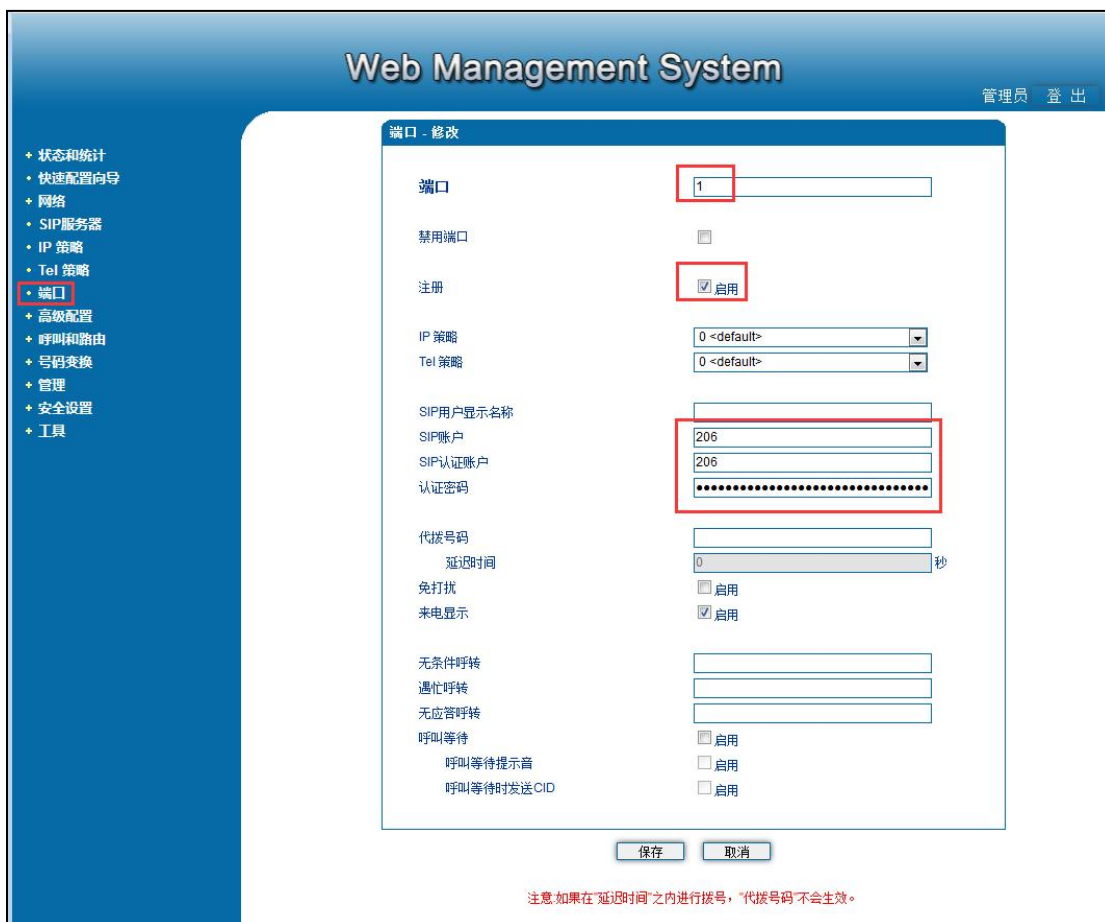 Web Management System
管理员 登 出
状态和统计
快速配置向导
网络
SIP服务器
IP 策略
Tel 策略
端口
高级配置
呼叫和路由
号码变换
管理
安全设置
工具
端口 - 修改
端口 1
禁用端口
注册 启用
IP 策略 0 <default>
Tel 策略 0 <default>
SIP用户显示名称
SIP账户 206
SIP认证账户 206
认证密码
代拨号码
延迟时间 0 秒
免打扰 启用
来电显示 启用
无条件呼转
遇忙呼转
无应答呼转
呼叫等待 启用
呼叫等待提示音 启用
呼叫等待时发送CID 启用
保存 取消
注意:如果在"延迟时间"之内进行拨号，"代拨号码"不会生效。